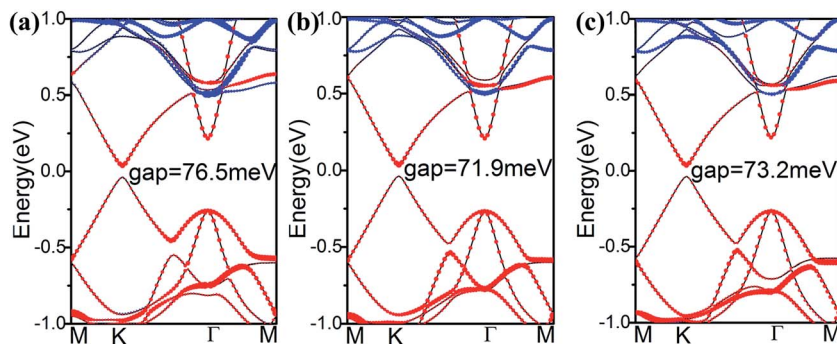 (a)
1.0
0.5
0.0
-0.5
-1.0
Energy(eV)
gap=76.5meV
M K Γ M
(b)
1.0
0.5
0.0
-0.5
-1.0
Energy(eV)
gap=71.9meV
M K Γ M
(c)
1.0
0.5
0.0
-0.5
-1.0
Energy(eV)
gap=73.2meV
M K Γ M